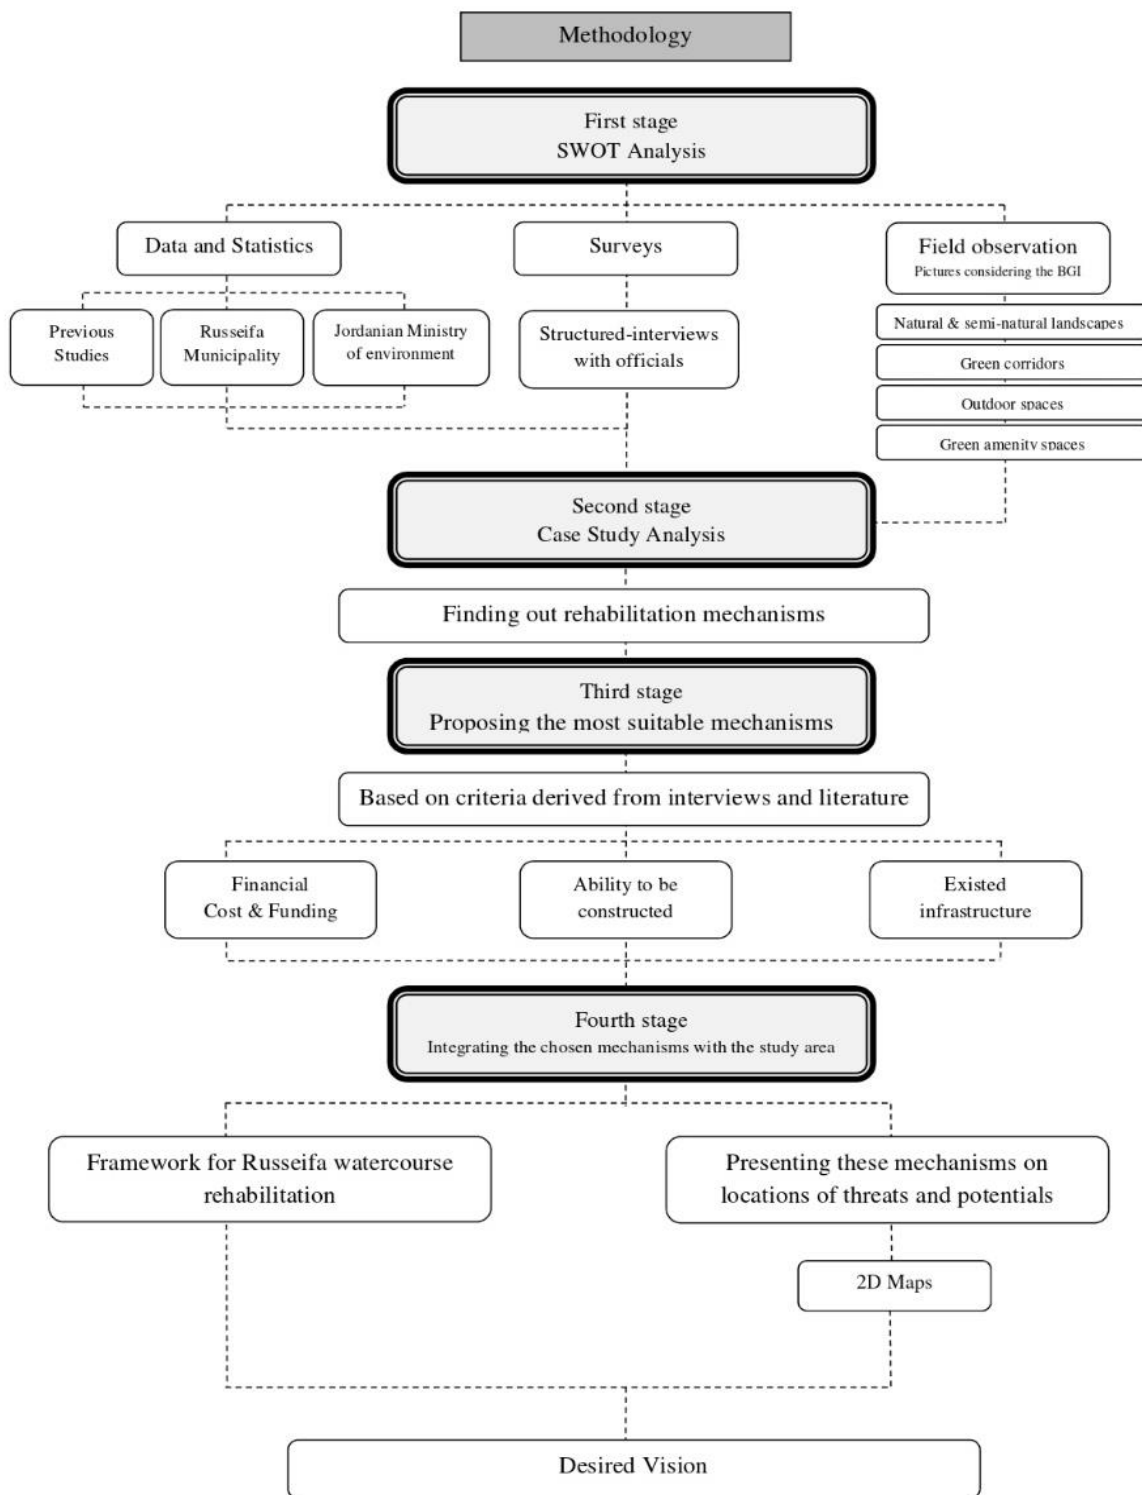 Methodology
First stage
SWOT Analysis
Data and Statistics
Surveys
Field observation
Pictures considering the BGI
Previous
Studies
Russeifa
Municipality
Jordanian Ministry
of environment
Structured-interviews
with officials
Natural & semi-natural landscapes
Green corridors
Outdoor spaces
Green amenity spaces
Second stage
Case Study Analysis
Finding out rehabilitation mechanisms
Third stage
Proposing the most suitable mechanisms
Based on criteria derived from interviews and literature
Financial
Cost & Funding
Ability to be
constructed
Existed
infrastructure
Fourth stage
Integrating the chosen mechanisms with the study area
Framework for Russeifa watercourse
rehabilitation
Presenting these mechanisms on
locations of threats and potentials
2D Maps
Desired Vision